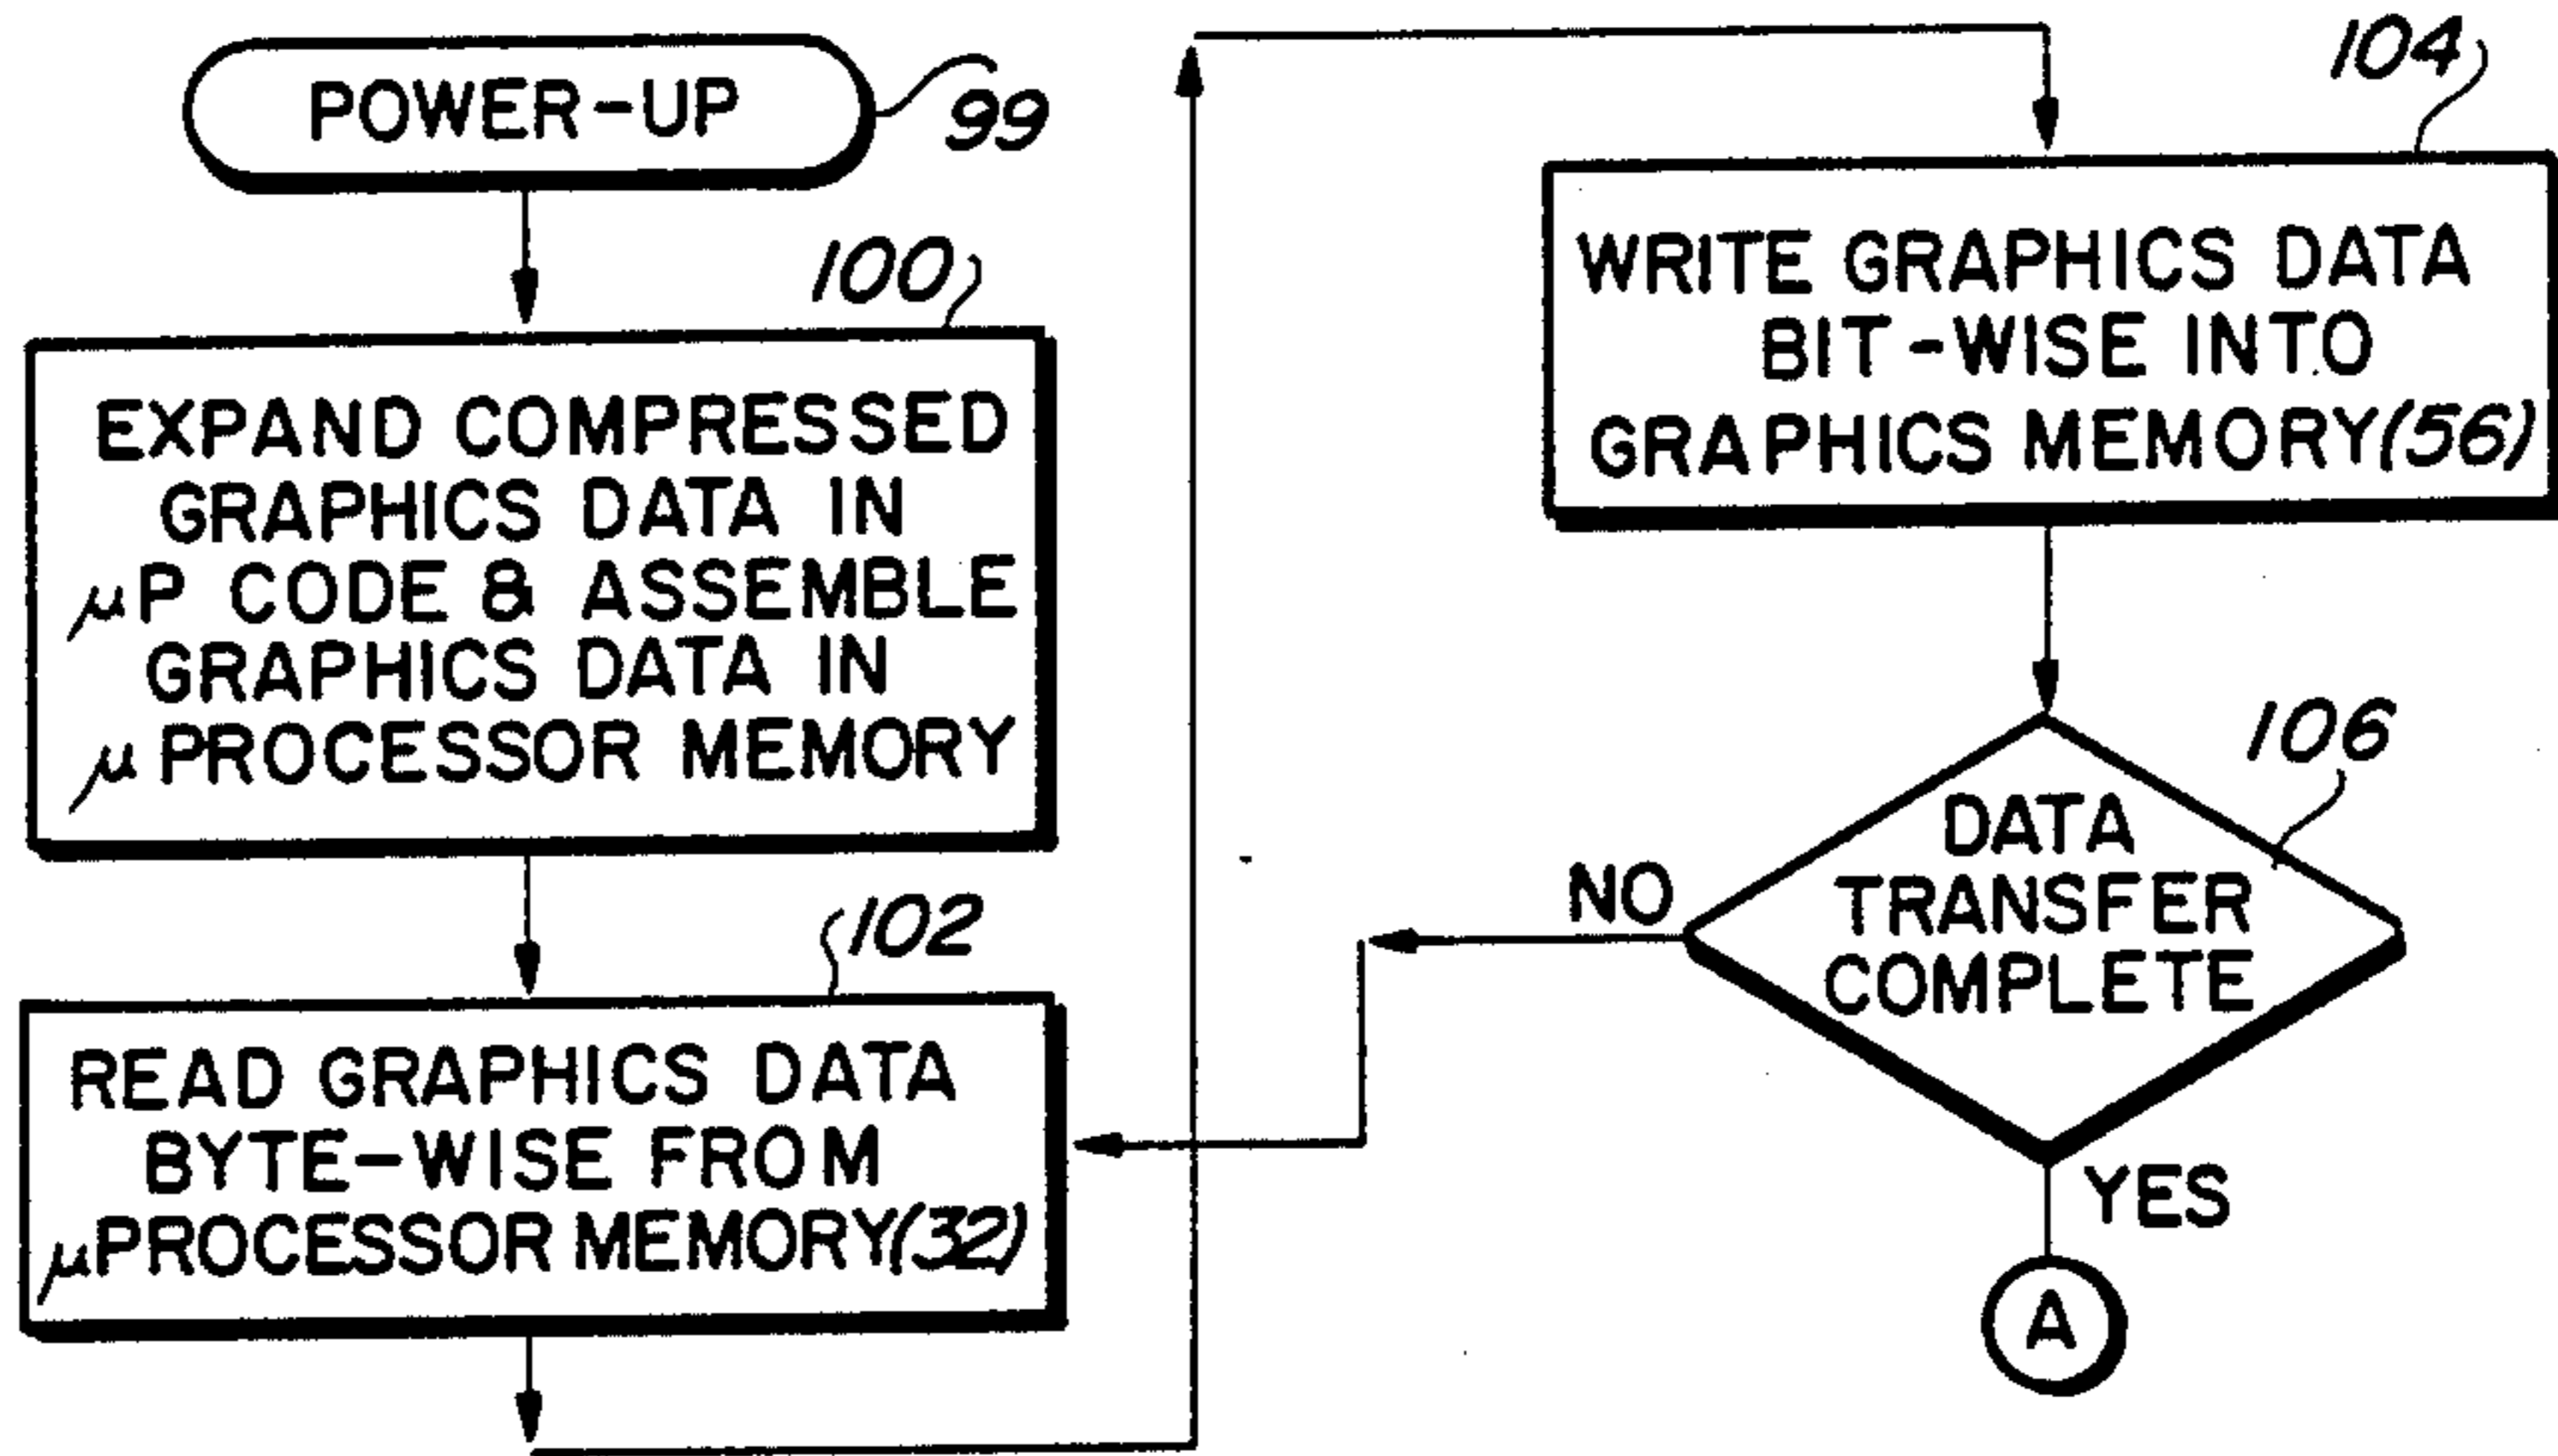 POWER-UP
99
100
EXPAND COMPRESSED
GRAPHICS DATA IN
μP CODE & ASSEMBLE
GRAPHICS DATA IN
μ PROCESSOR MEMORY
102
READ GRAPHICS DATA
BYTE-WISE FROM
μPROCESSOR MEMORY(32)
104
WRITE GRAPHICS DATA
BIT-WISE INTO
GRAPHICS MEMORY(56)
106
DATA
TRANSFER
COMPLETE
NO
YES
A